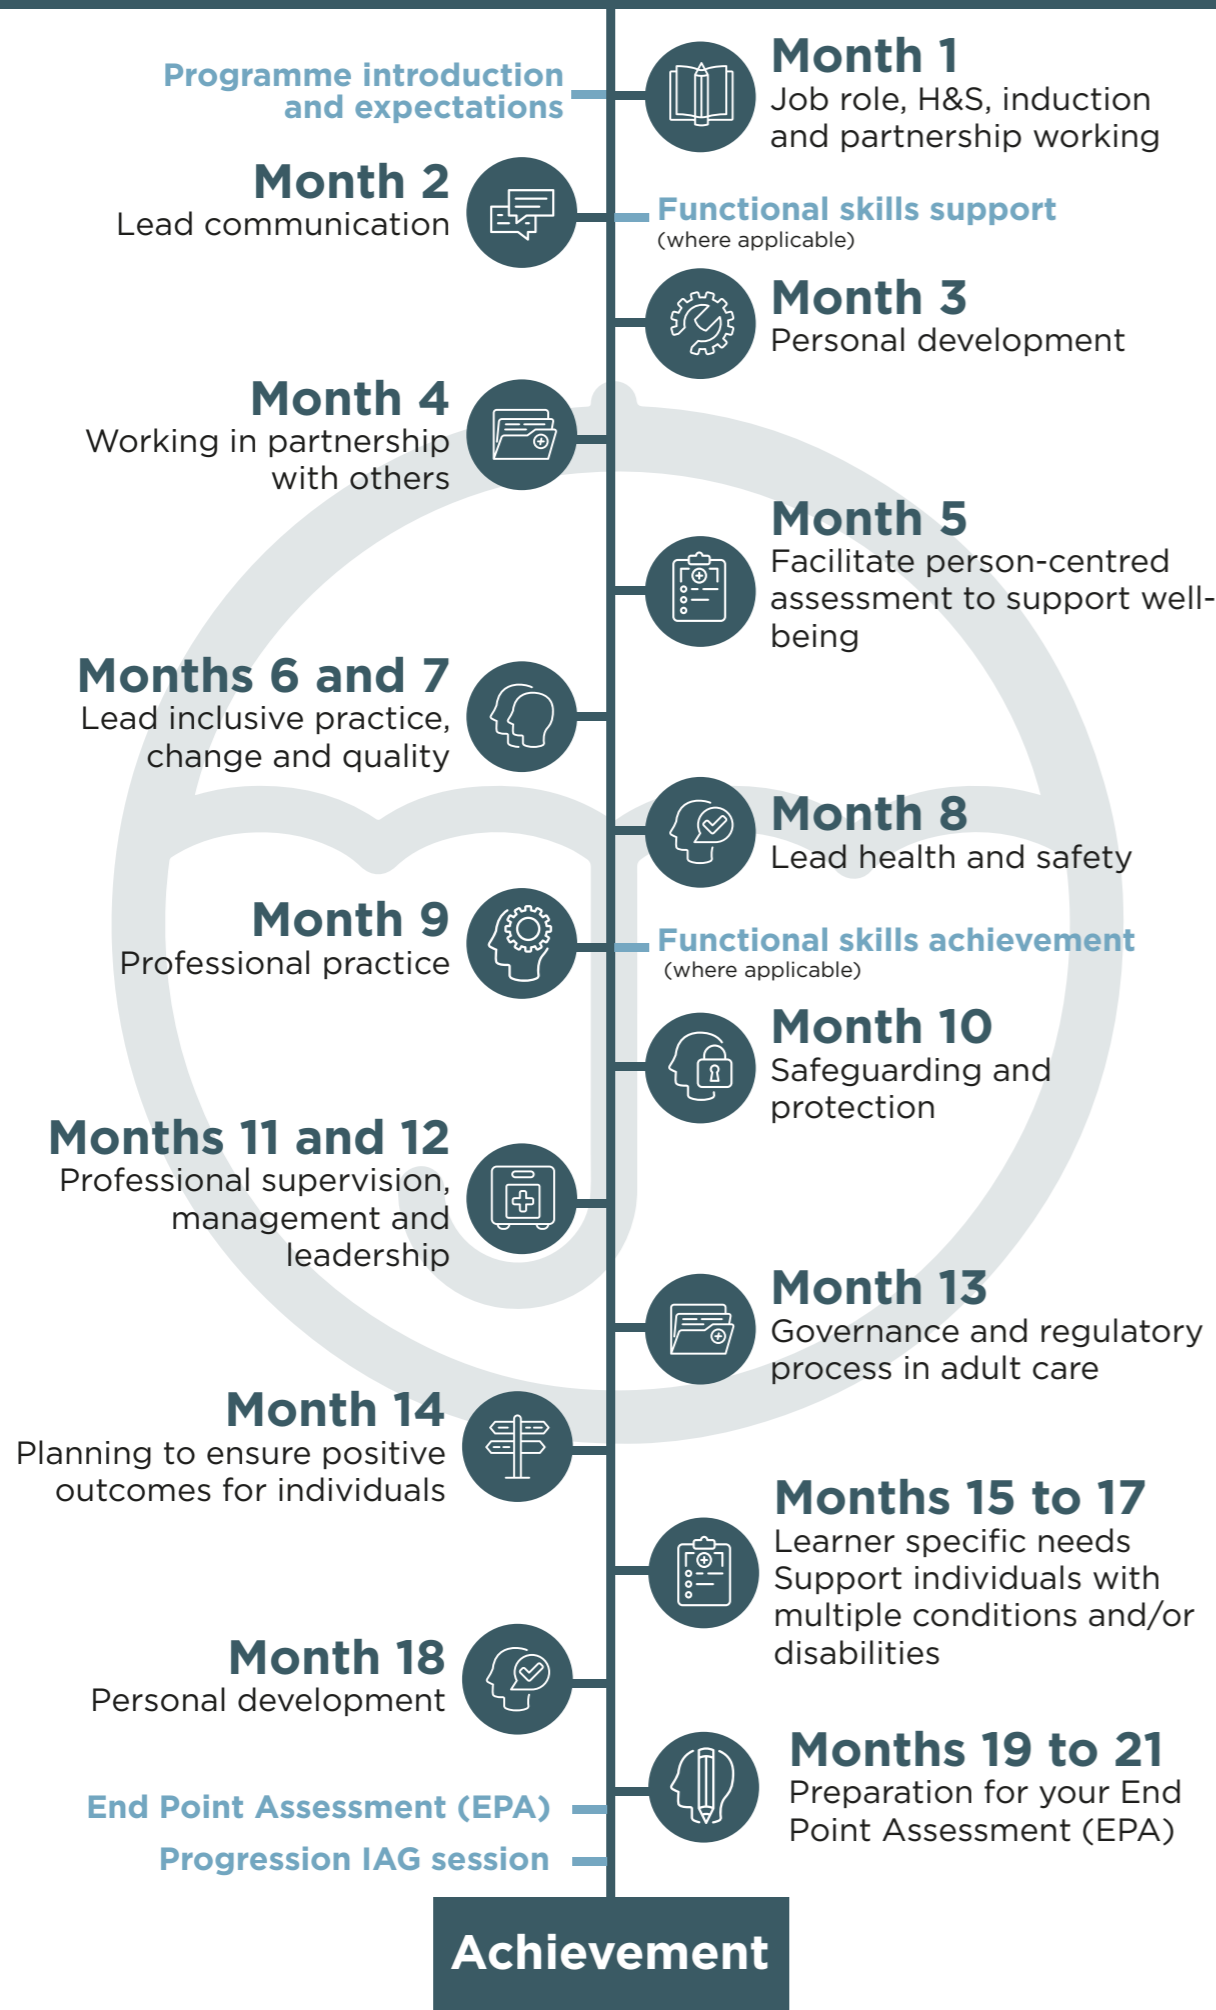 Programme introduction
and expectations
Month 1
Job role, H&S, induction
and partnership working
Month 2
Lead communication
Functional skills support
(where applicable)
Month 3
Personal development
Month 4
Working in partnership
with others
Month 5
Facilitate person-centred
assessment to support well-
being
Months 6 and 7
Lead inclusive practice,
change and quality
Month 8
Lead health and safety
Month 9
Professional practice
Functional skills achievement
(where applicable)
Month 10
Safeguarding and
protection
Months 11 and 12
Professional supervision,
management and
leadership
Month 13
Governance and regulatory
process in adult care
Month 14
Planning to ensure positive
outcomes for individuals
Months 15 to 17
Learner specific needs
Support individuals with
multiple conditions and/or
disabilities
Month 18
Personal development
Months 19 to 21
Preparation for your End
Point Assessment (EPA)
End Point Assessment (EPA)
Progression IAG session
Achievement